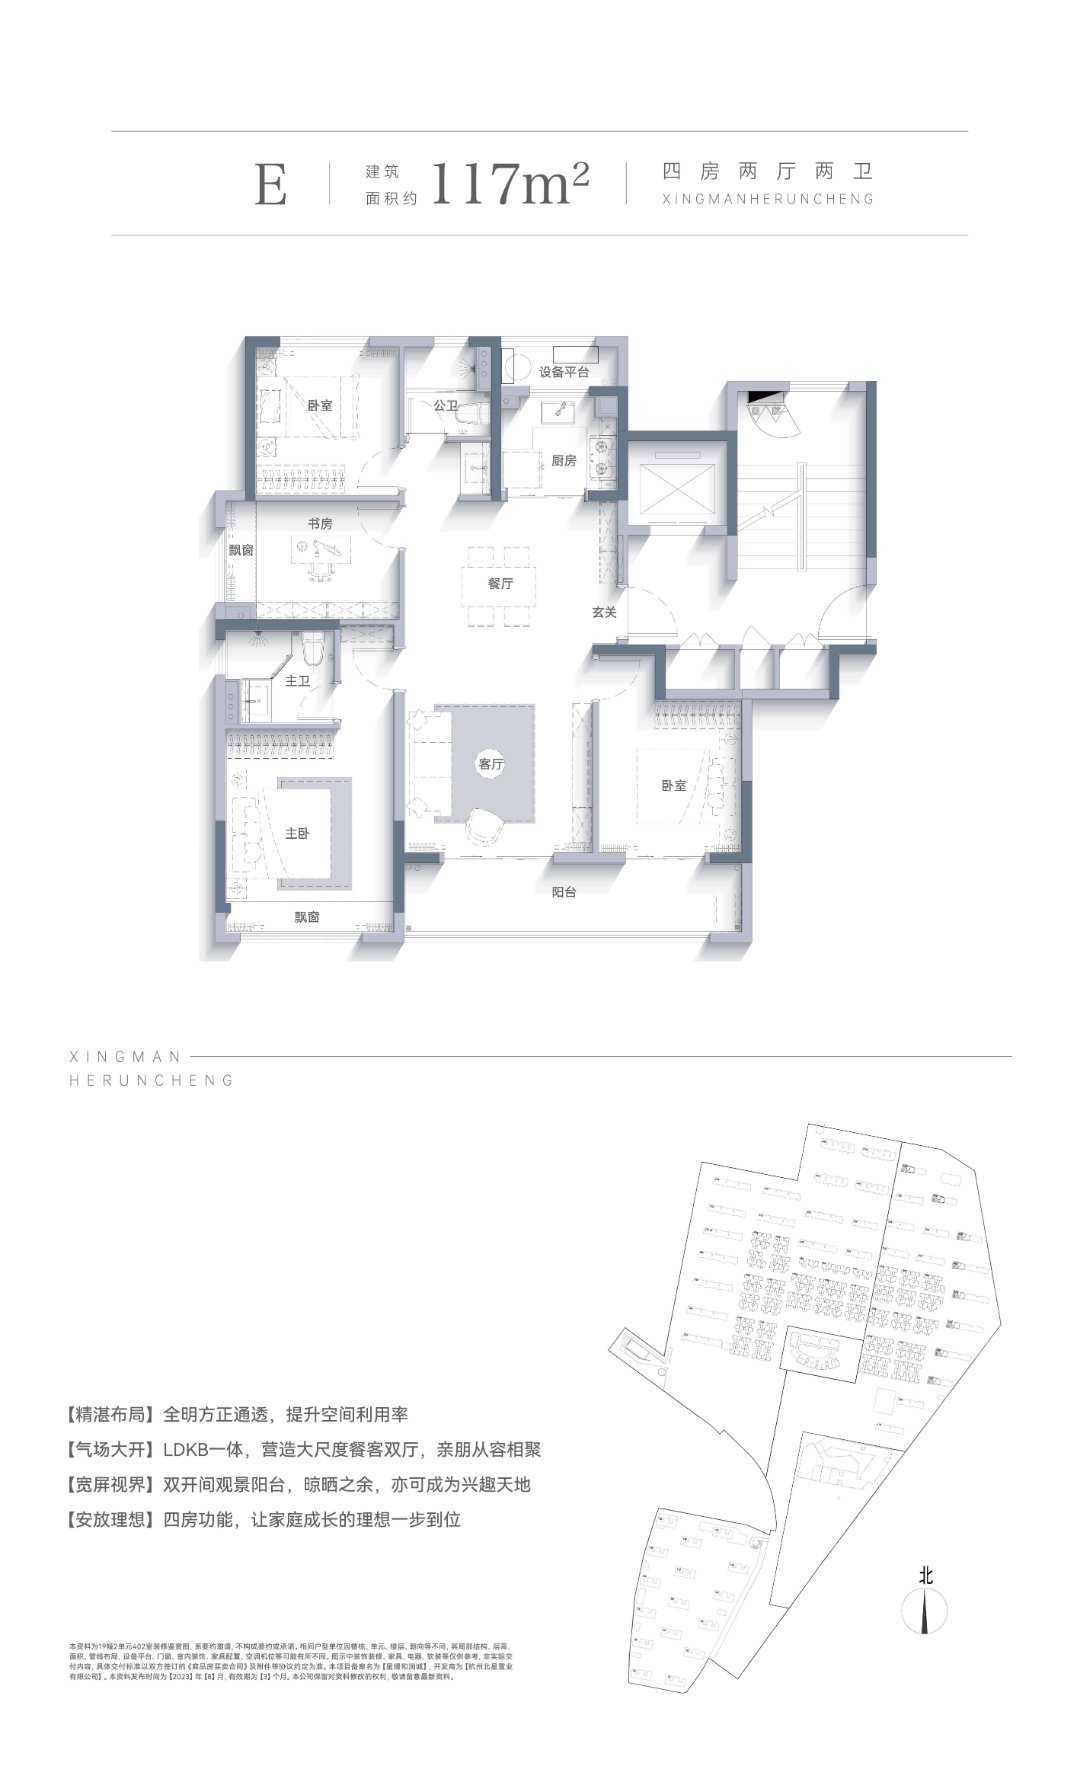 E
建筑
面积约
117m²
四房两厅两卫
XINGMANHERUNCHENG
设备平台
卧室
公卫
厨房
书房
飘窗
餐厅
玄关
主卫
客厅
卧室
主卧
阳台
飘窗
XINGMAN
HERUNCHENG
【精湛布局】全明方正通透，提升空间利用率
【气场大开】LDKB一体，营造大尺度餐客双厅，亲朋从容相聚
【宽屏视界】双开间观景阳台，晾晒之余，亦可成为兴趣天地
【安放理想】四房功能，让家庭成长的理想一步到位
北
本资料为19幢2单元402室装修鉴赏图，系要约邀请，不构成要约或承诺。相同户型单位因楼栋、单元、楼层、朝向等不同，其局部结构、层高、
面积、管线布局、设备平台、门窗、室内装饰、家具配置、空调机位等可能有所不同。图示中装饰装修、家具、电器、软装等仅供参考，非实际交
付内容，具体交付标准以双方签订的《商品房买卖合同》及附件等协议约定为准。本项目备案名为【星缦和润城】，开发商为【杭州北星置业
有限公司】。本资料发布时间为【2023】年【8】月，有效期为【3】个月。本公司保留对资料修改的权利，敬请留意最新资料。